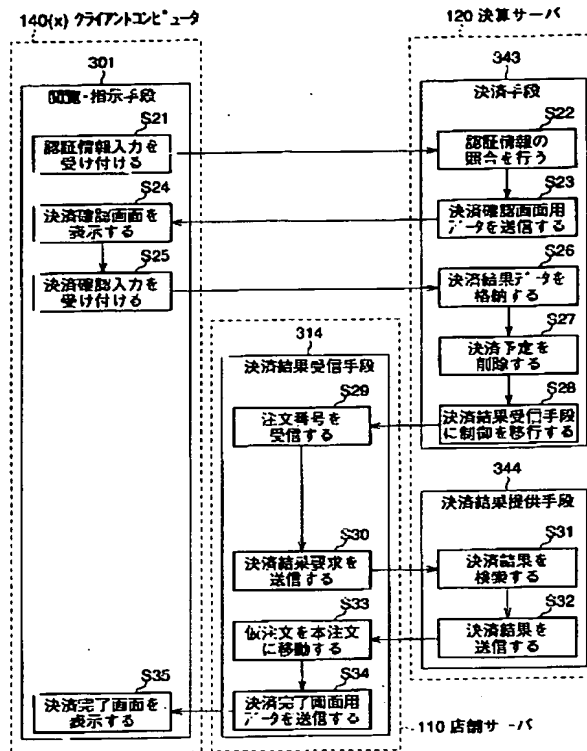 140(x) クライアントコンピュータ
120 決算サーバ
301
閲覧・指示手段
343
決済手段
S21
認証情報入力を
受け付ける
S22
認証情報の
照合を行う
S23
決済確認画面用
データを送信する
S24
決済確認画面を
表示する
S25
決済確認入力を
受け付ける
S26
決済結果データを
格納する
S27
決済予定を
削除する
S28
決済結果受信手段
に制御を移行する
314
決済結果受信手段
S29
注文番号を
受信する
344
決済結果提供手段
S30
決済結果要求を
送信する
S31
決済結果を
検索する
S32
決済結果を
送信する
S33
仮注文を本注文
に移動する
S34
決済完了画面用
データを送信する
S35
決済完了画面を
表示する
110 店舗サーバ